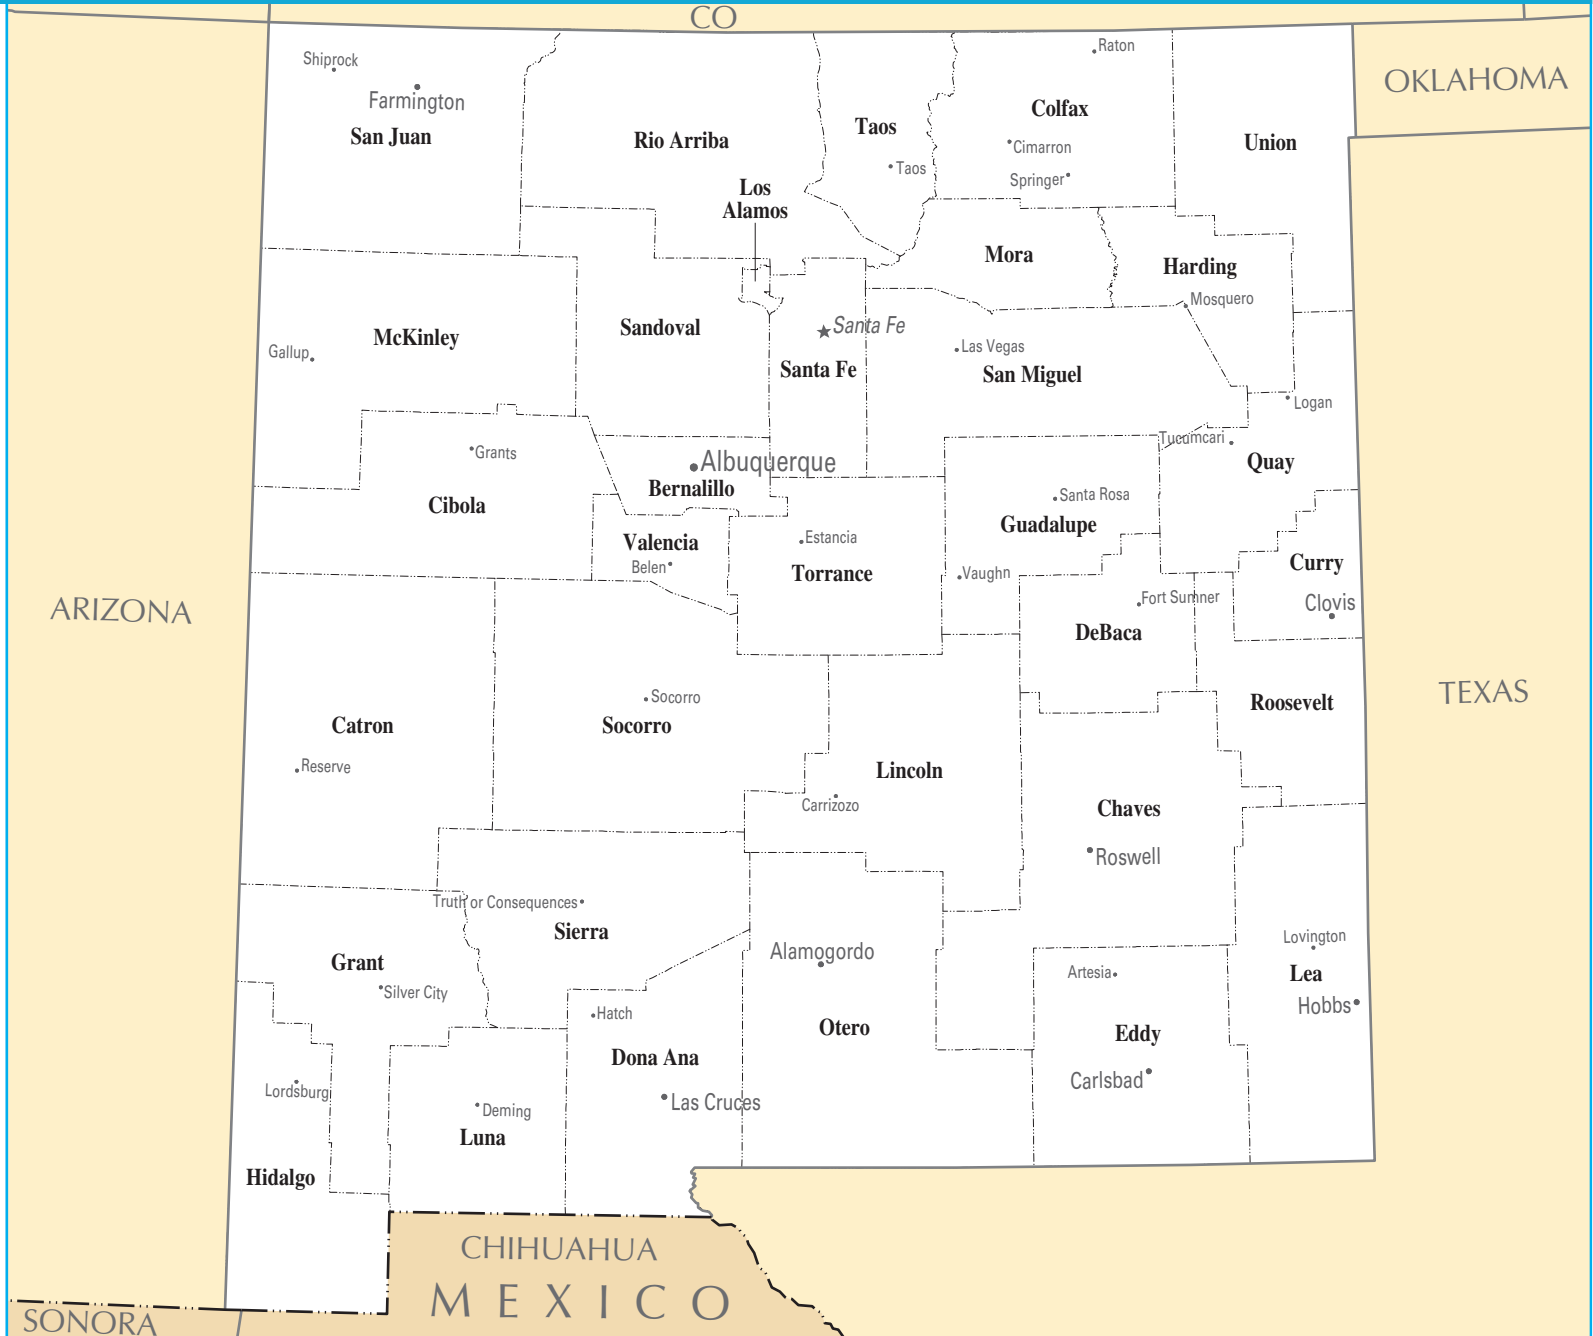 CO
OKLAHOMA
Shiprock
Farmington
San Juan
Rio Arriba
Taos
Taos
Raton
Colfax
Cimarron
Springer
Union
Los
Alamos
Mora
Harding
Mosquero
McKinley
Gallup
Sandoval
Santa Fe
Santa Fe
Las Vegas
San Miguel
Logan
Tucumcari
Quay
Grants
Cibola
Albuquerque
Bernalillo
Valencia
Belen
Estancia
Torrance
Santa Rosa
Guadalupe
Vaughn
Curry
Clovis
Fort Sumner
DeBaca
ARIZONA
TEXAS
Roosevelt
Catron
Reserve
Socorro
Socorro
Lincoln
Carrizozo
Chaves
Roswell
Truth or Consequences
Sierra
Grant
Silver City
Alamogordo
Otero
Artesia
Eddy
Carlsbad
Lovington
Lea
Hobbs
Hatch
Dona Ana
Las Cruces
Lordsburg
Hidalgo
Deming
Luna
CHIHUAHUA
MEXICO
SONORA